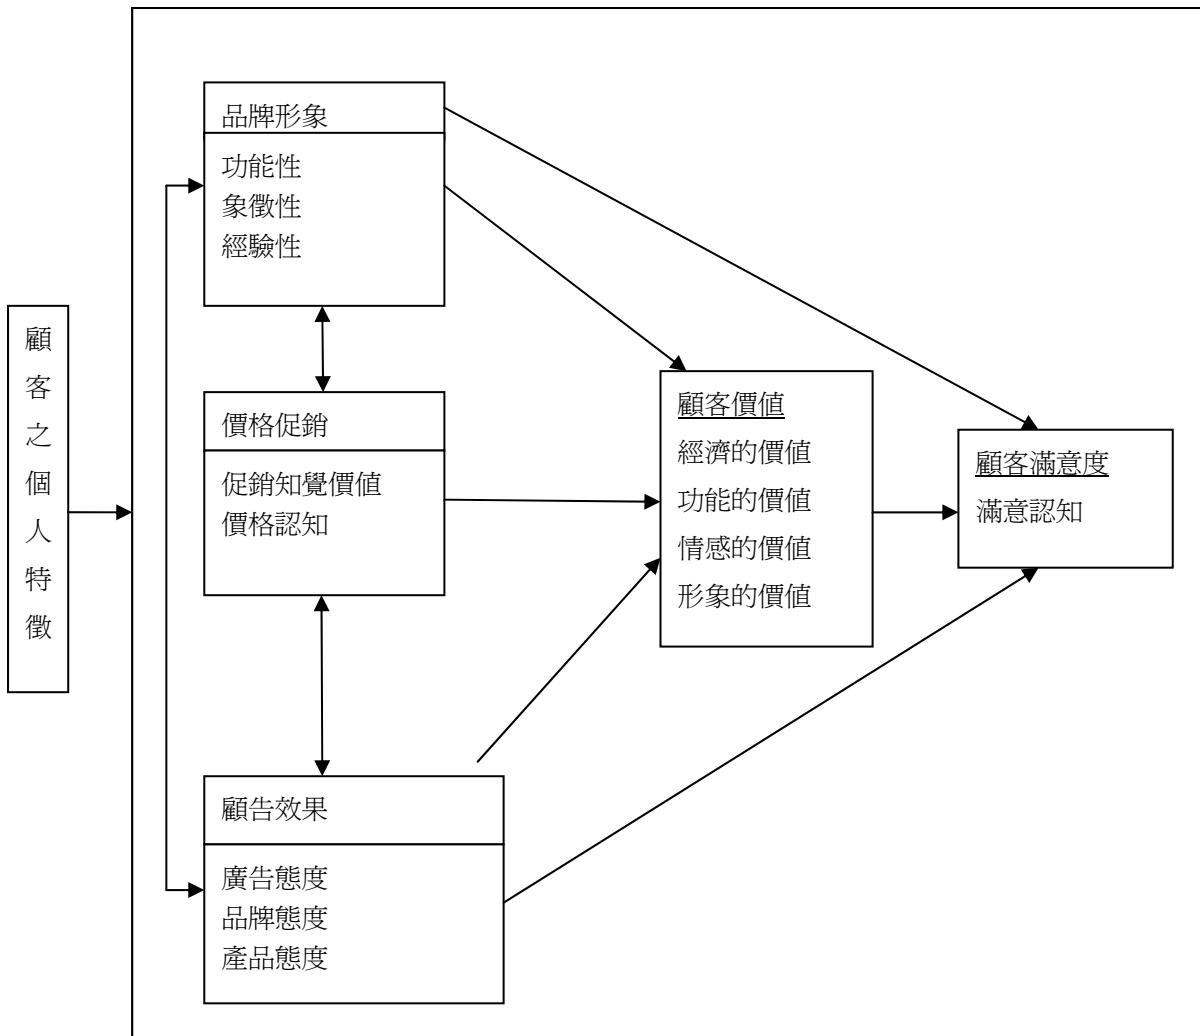 品牌形象
功能性
象徵性
經驗性
顧客之個人特徵
價格促銷
促銷知覺價值
價格認知
顧客價值
經濟的價值
功能的價值
情感的價值
形象的價值
顧客滿意度
滿意認知
顧告效果
廣告態度
品牌態度
產品態度